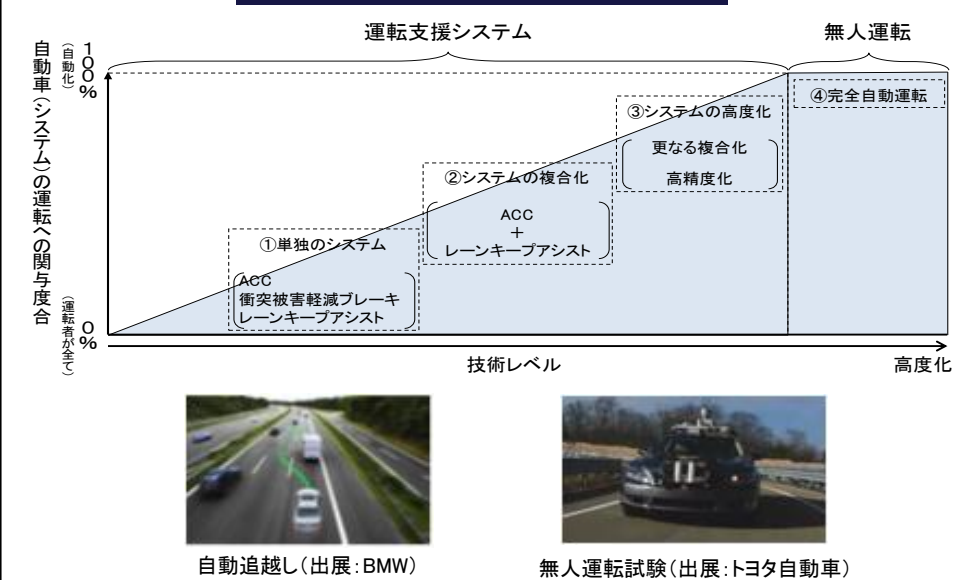 運転支援システム
無人運転
自動車(システム)の運転への関与度合
(自動化)
100%
0%
(運転者が全て)
①単独のシステム
ACC
衝突被害軽減ブレーキ
レーンキープアシスト
②システムの複合化
ACC
+
レーンキープアシスト
③システムの高度化
更なる複合化
高精度化
④完全自動運転
技術レベル
高度化
自動追越し(出展:BMW)
無人運転試験(出展:トヨタ自動車)